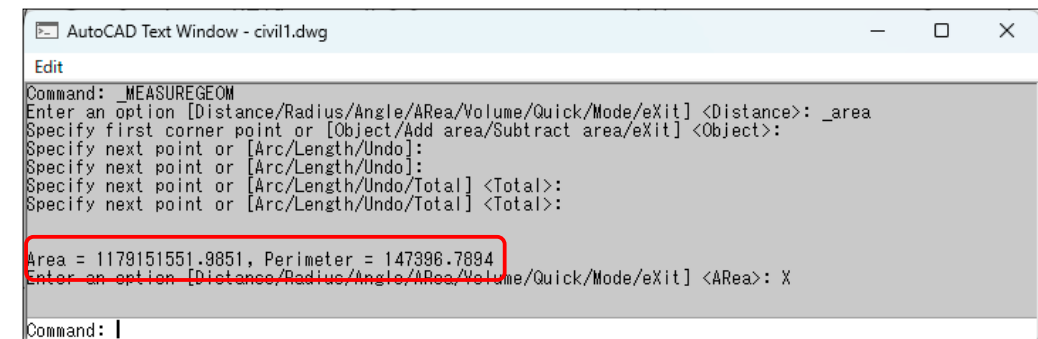 AutoCAD Text Window - civil1.dwg
Edit
Command: _MEASUREGEOM
Enter an option [Distance/Radius/Angle/ARea/Volume/Quick/Mode/eXit] <Distance>: _area
Specify first corner point or [Object/Add area/Subtract area/eXit] <Object>:
Specify next point or [Arc/Length/Undo]:
Specify next point or [Arc/Length/Undo]:
Specify next point or [Arc/Length/Undo/Total] <Total>:
Specify next point or [Arc/Length/Undo/Total] <Total>:
Area = 1179151551.9851, Perimeter = 147396.7894
Enter an option [Distance/Radius/Angle/ARea/Volume/Quick/Mode/eXit] <ARea>: X
Command: